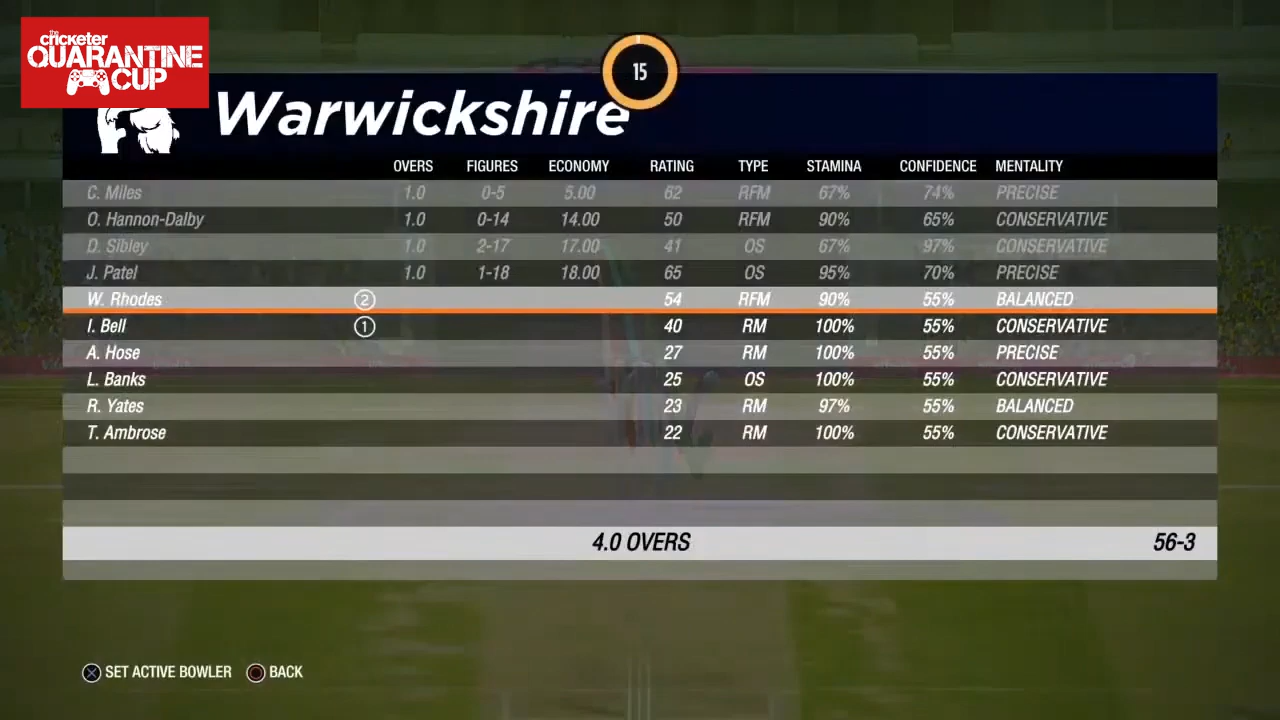 the cricketer
QUARANTINE
CUP
15
Warwickshire
OVERS FIGURES ECONOMY RATING TYPE STAMINA CONFIDENCE MENTALITY
C. Miles 1.0 0-5 5.00 62 RFM 67% 74% PRECISE
O. Hannon-Dalby 1.0 0-14 14.00 50 RFM 90% 65% CONSERVATIVE
D. Sibley 1.0 2-17 17.00 41 OS 67% 97% CONSERVATIVE
J. Patel 1.0 1-18 18.00 65 OS 95% 70% PRECISE
W. Rhodes 2 54 RFM 90% 55% BALANCED
I. Bell 1 40 RM 100% 55% CONSERVATIVE
A. Hose 27 RM 100% 55% PRECISE
L. Banks 25 OS 100% 55% CONSERVATIVE
R. Yates 23 RM 97% 55% BALANCED
T. Ambrose 22 RM 100% 55% CONSERVATIVE
4.0 OVERS 56-3
SET ACTIVE BOWLER BACK